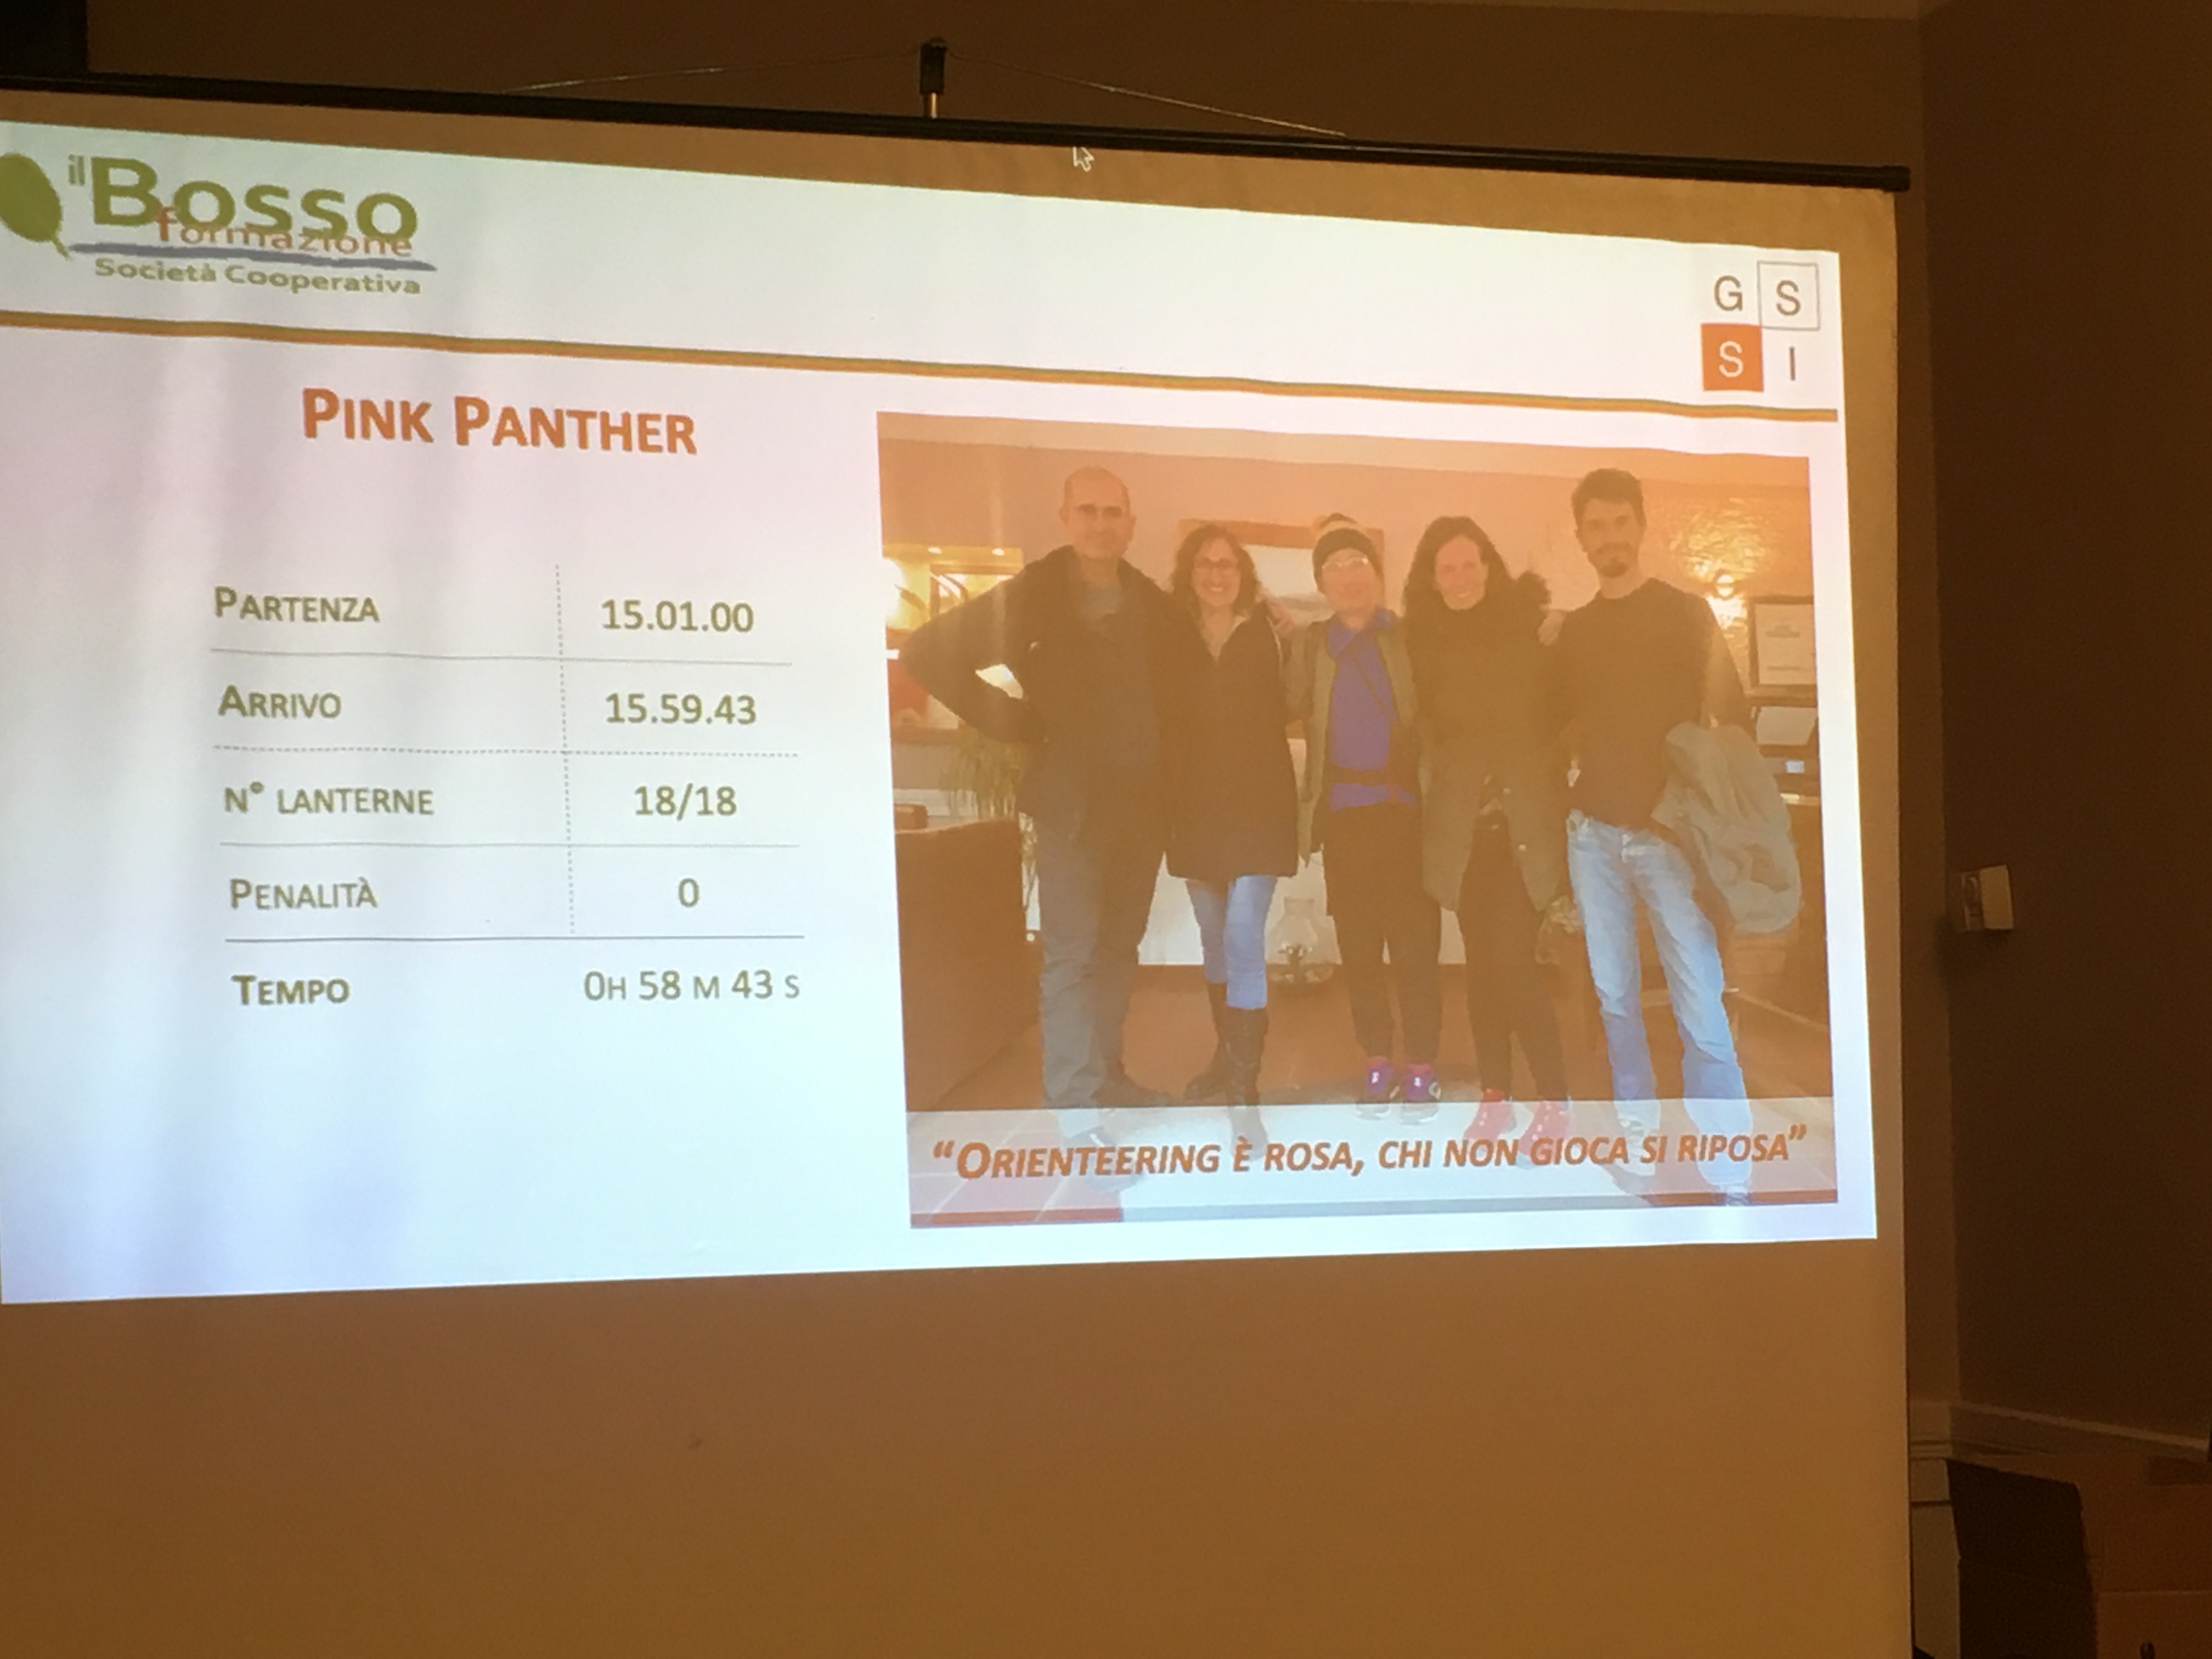 il Bosso
formazione
Società Cooperativa
G S
S I
PINK PANTHER
PARTENZA 15.01.00
ARRIVO 15.59.43
N° LANTERNE 18/18
PENALITÀ 0
TEMPO 0H 58 M 43 S
“ORIENTEERING È ROSA, CHI NON GIOCA SI RIPOSA”